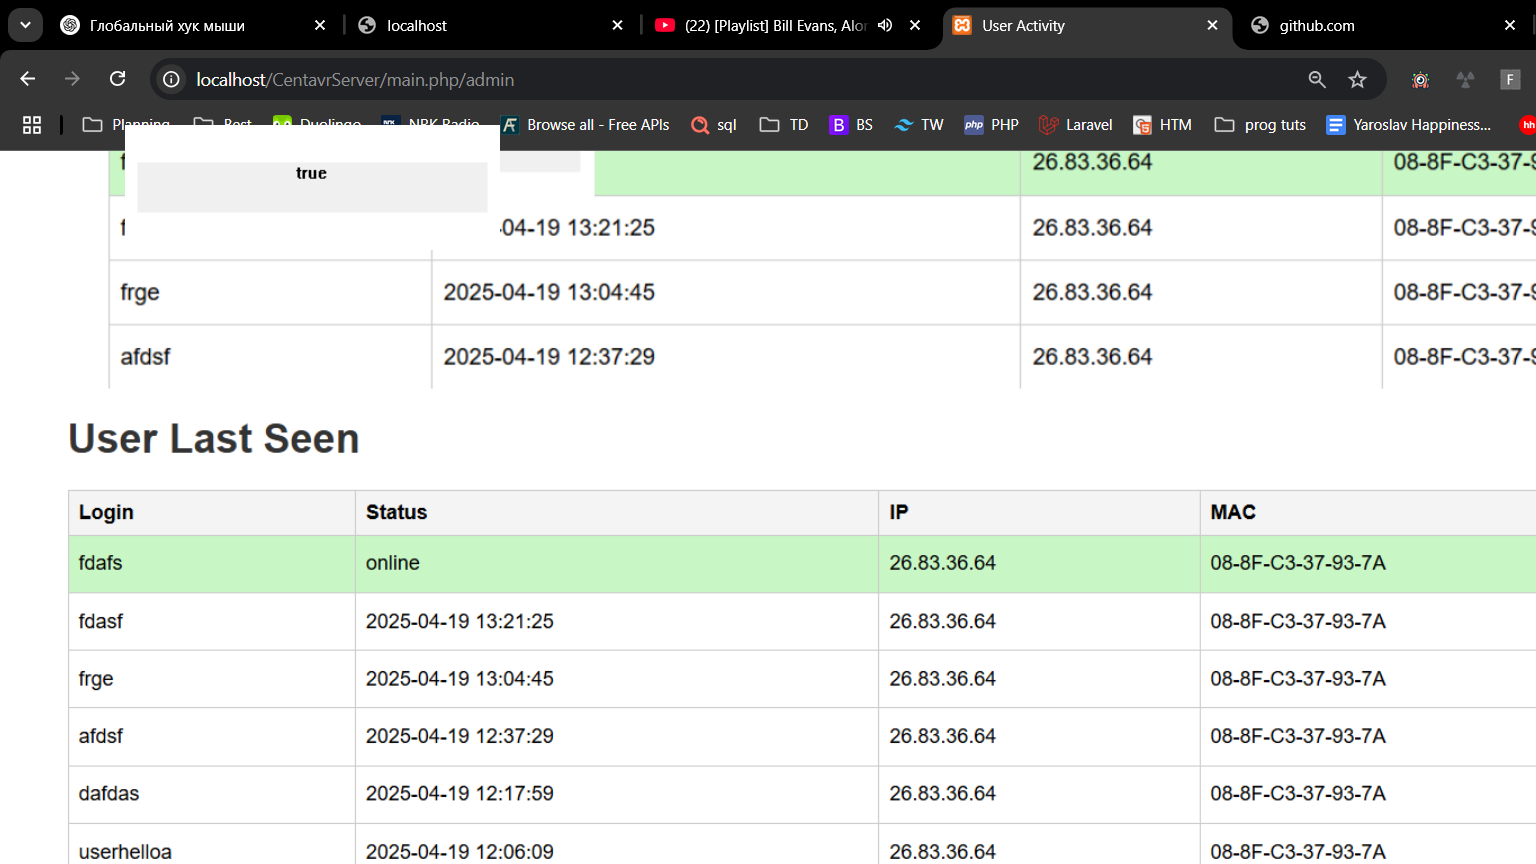 Глобальный хук мыши localhost (22) [Playlist] Bill Evans, Alon User Activity github.com
localhost/CentavrServer/main.php/admin F
Planning Best Duolingo NRK Radio Browse all - Free APIs sql TD B BS TW php PHP Laravel HTM prog tuts Yaroslav Happiness... hh
f 26.83.36.64 08-8F-C3-37-9
true
f -04-19 13:21:25 26.83.36.64 08-8F-C3-37-9
frge 2025-04-19 13:04:45 26.83.36.64 08-8F-C3-37-9
afdsf 2025-04-19 12:37:29 26.83.36.64 08-8F-C3-37-9
User Last Seen
Login Status IP MAC
fdafs online 26.83.36.64 08-8F-C3-37-93-7A
fdasf 2025-04-19 13:21:25 26.83.36.64 08-8F-C3-37-93-7A
frge 2025-04-19 13:04:45 26.83.36.64 08-8F-C3-37-93-7A
afdsf 2025-04-19 12:37:29 26.83.36.64 08-8F-C3-37-93-7A
dafdas 2025-04-19 12:17:59 26.83.36.64 08-8F-C3-37-93-7A
userhelloa 2025-04-19 12:06:09 26.83.36.64 08-8F-C3-37-93-7A